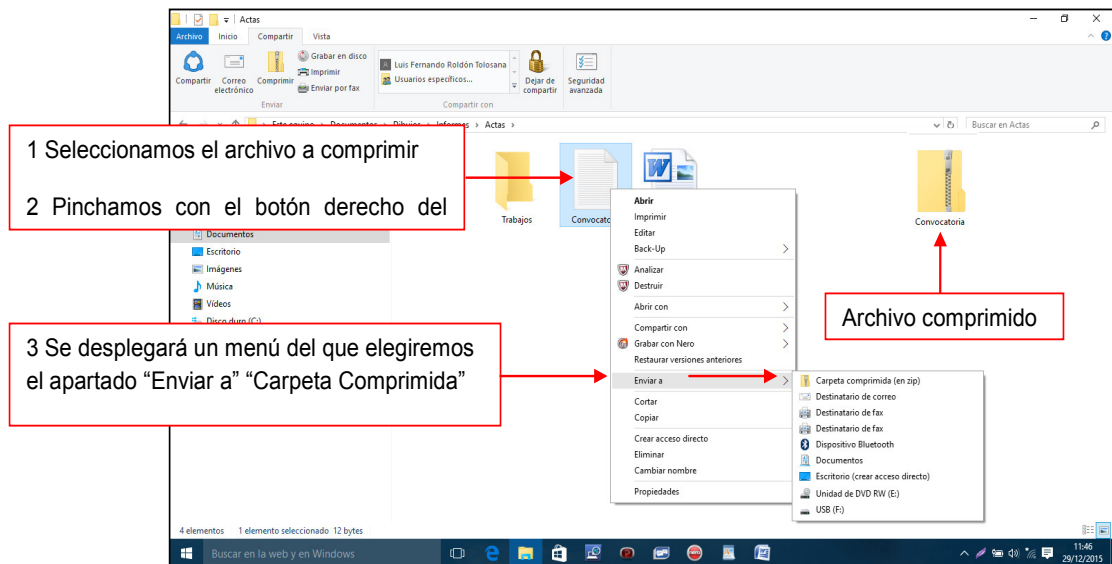 Actas
Archivo Inicio Compartir Vista
Compartir
Correo electrónico
Comprimir
Grabar en disco
Imprimir
Enviar por fax
Enviar
Luis Fernando Roldón Tolosana
Usuarios específicos...
Compartir con
Dejar de compartir
Seguridad avanzada
Este equipo > Documentos > Dibujos > Informes > Actas >
Buscar en Actas
1 Seleccionamos el archivo a comprimir
2 Pinchamos con el botón derecho del
Trabajos
Convocato
Convocatoria
Archivo comprimido
Documentos
Escritorio
Imágenes
Música
Vídeos
Disco duro (C:)
3 Se desplegará un menú del que elegiremos
el apartado “Enviar a” “Carpeta Comprimida”
Abrir
Imprimir
Editar
Back-Up
Analizar
Destruir
Abrir con
Compartir con
Grabar con Nero
Restaurar versiones anteriores
Enviar a
Cortar
Copiar
Crear acceso directo
Eliminar
Cambiar nombre
Propiedades
Carpeta comprimida (en zip)
Destinatario de correo
Destinatario de fax
Destinatario de fax
Dispositivo Bluetooth
Documentos
Escritorio (crear acceso directo)
Unidad de DVD RW (E:)
USB (F:)
4 elementos 1 elemento seleccionado 12 bytes
Buscar en la web y en Windows
11:46
29/12/2015